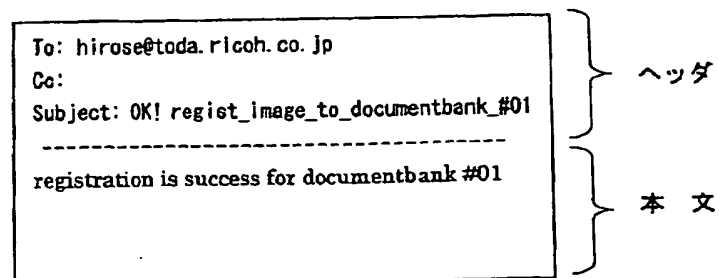 To: hirose@toda.ricoh.co.jp
Cc:
Subject: OK! regist_image_to_documentbank_#01
ヘッダ
registration is success for documentbank #01
本文